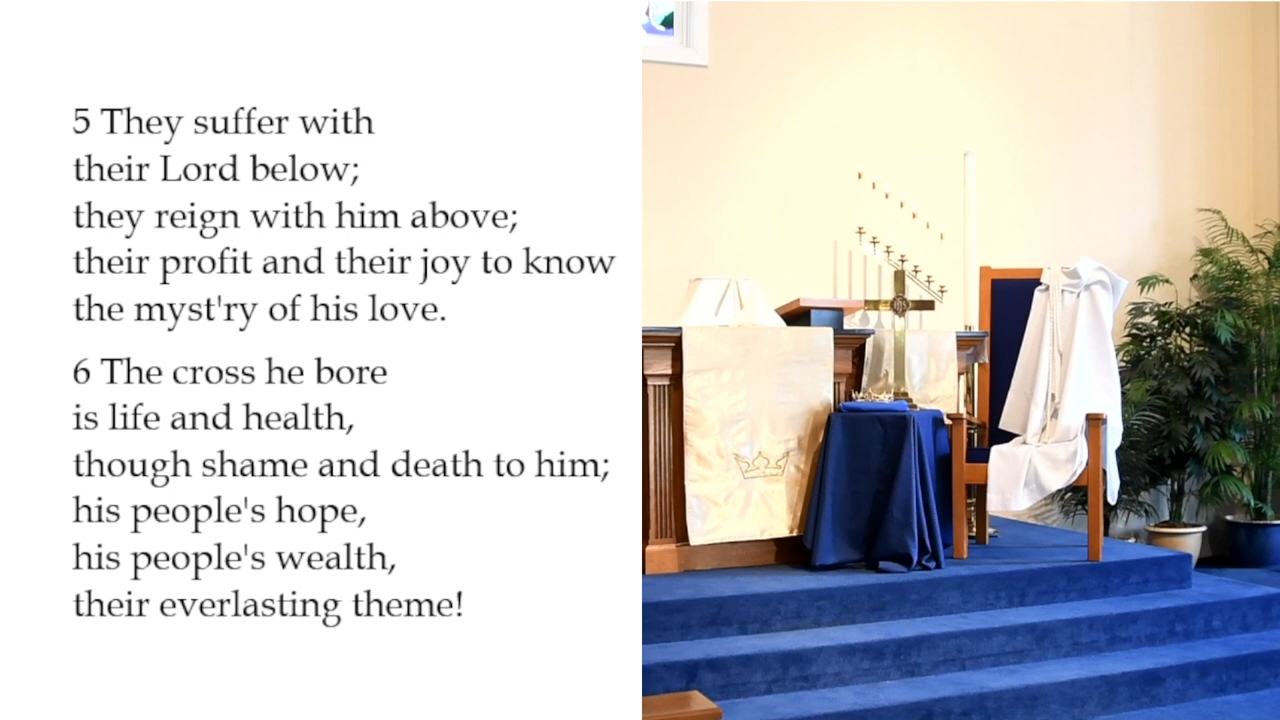 5 They suffer with
their Lord below;
they reign with him above;
their profit and their joy to know
the myst'ry of his love.
6 The cross he bore
is life and health,
though shame and death to him;
his people's hope,
his people's wealth,
their everlasting theme!
IHS